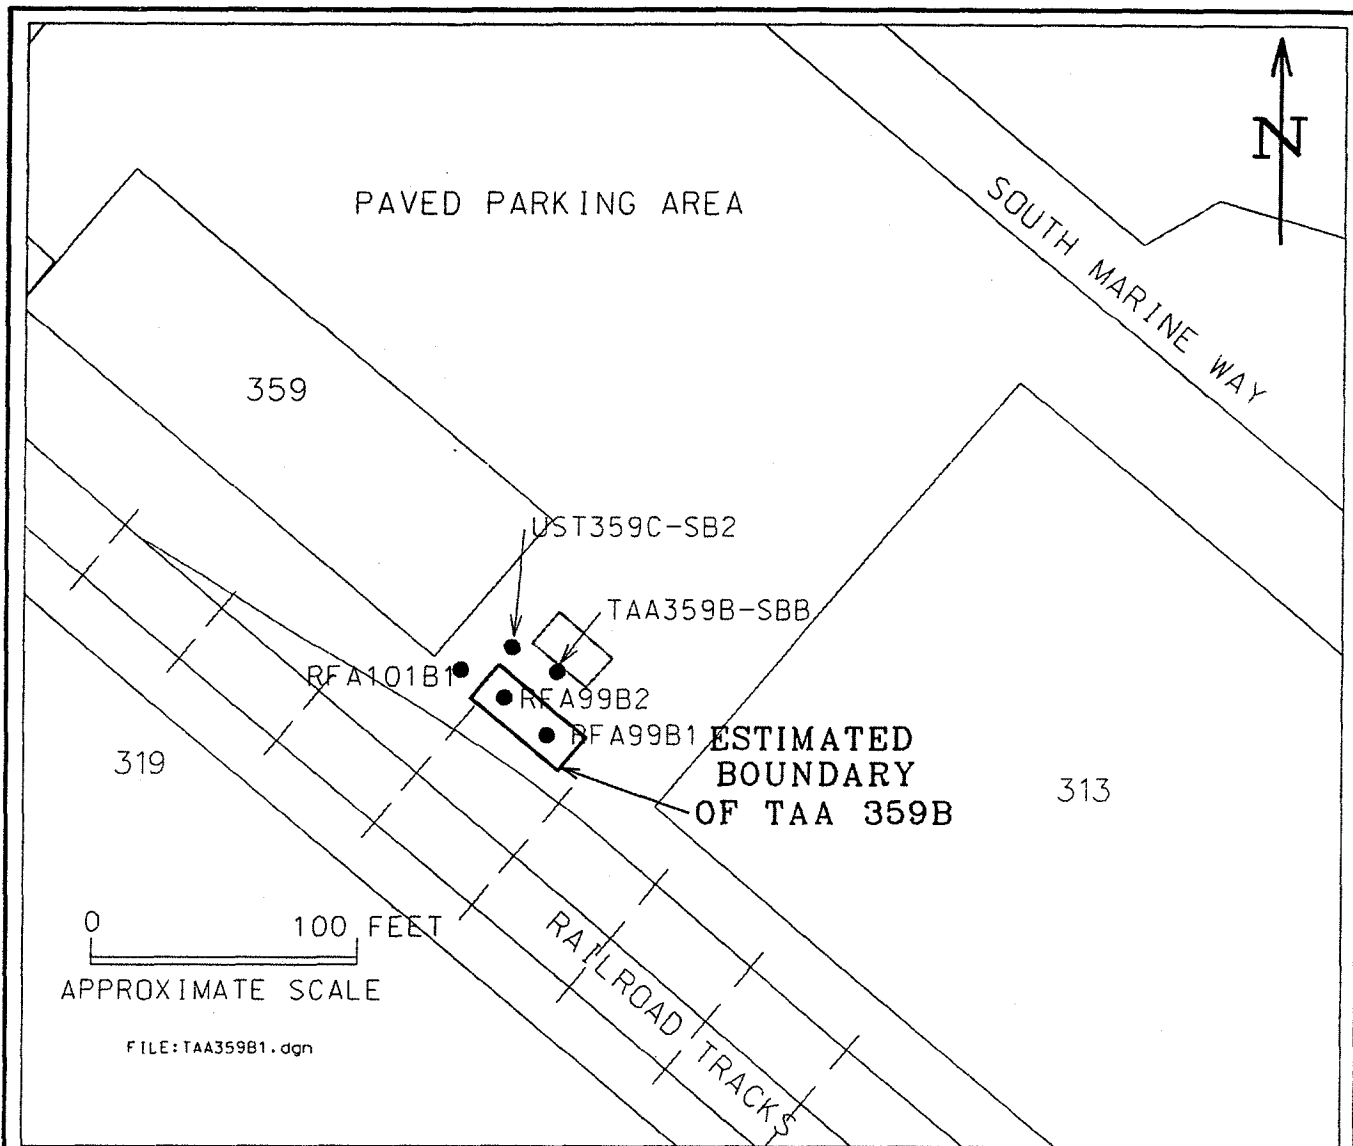 N
PAVED PARKING AREA
SOUTH MARINE WAY
359
UST359C-SB2
TAA359B-SBB
RFA101B1
RFA99B2
RFA99B1
ESTIMATED
BOUNDARY
OF TAA 359B
319
313
0 100 FEET
APPROXIMATE SCALE
RAILROAD TRACKS
FILE:TAA359B1.dgn